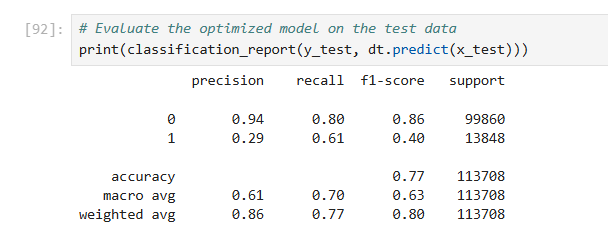 [92]: # Evaluate the optimized model on the test data
print(classification_report(y_test, dt.predict(x_test)))
precision recall f1-score support
0 0.94 0.80 0.86 99860
1 0.29 0.61 0.40 13848
accuracy 0.77 113708
macro avg 0.61 0.70 0.63 113708
weighted avg 0.86 0.77 0.80 113708